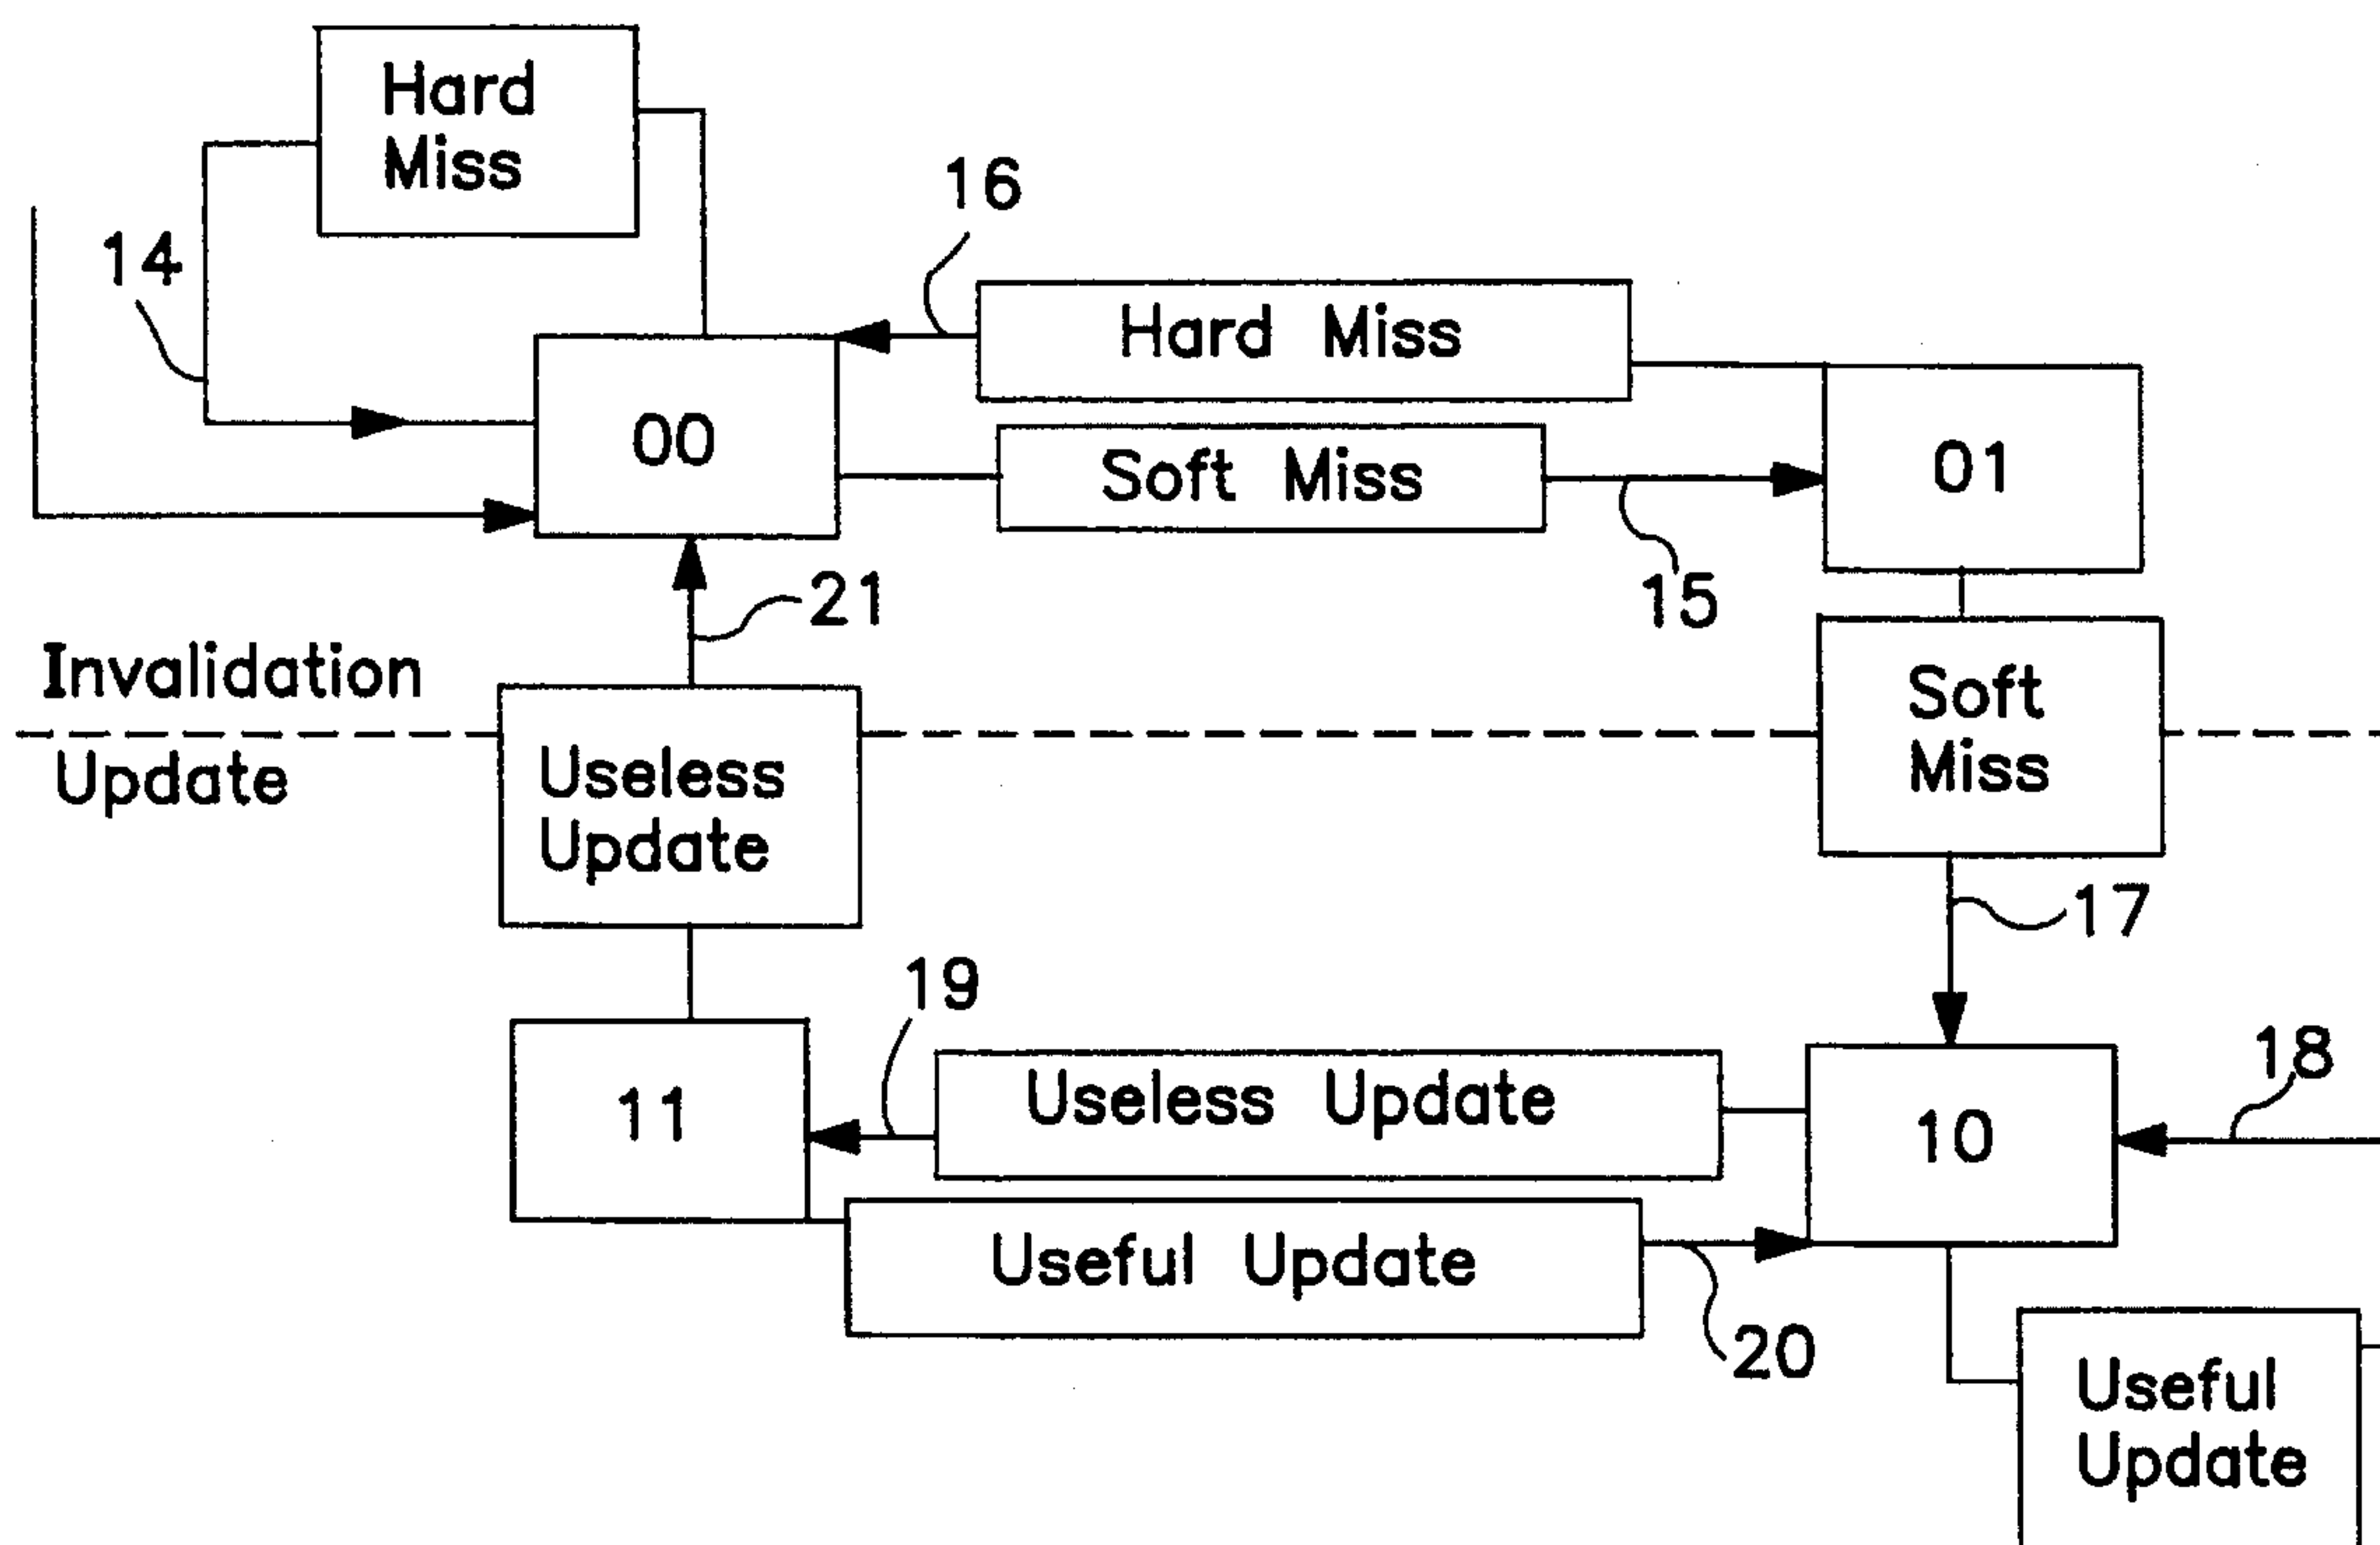 Hard
Miss
16
14
Hard Miss
00
Soft Miss
01
15
21
Invalidation
Update
Useless
Update
Soft
Miss
17
19
18
Useless Update
11
10
Useful Update
20
Useful
Update